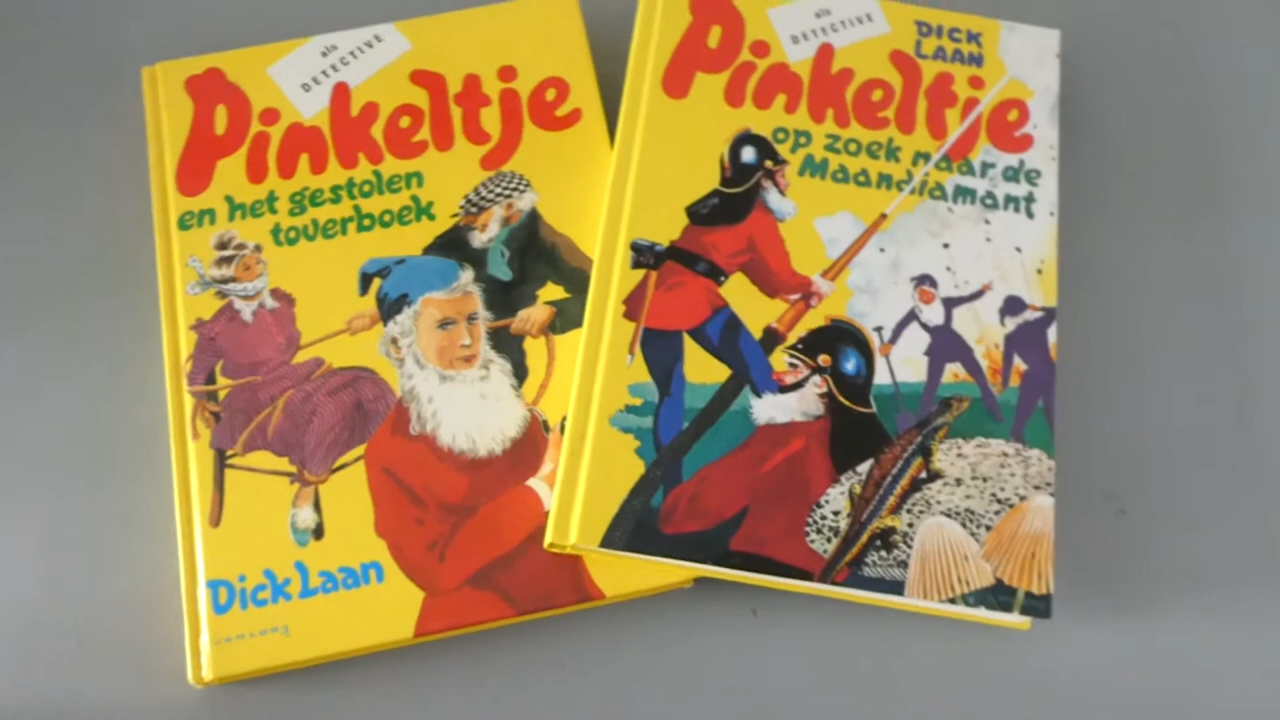 als
DETECTIVE
Pinkeltje
en het gestolen
toverboek
Dick Laan
als
DETECTIVE
DICK
LAAN
Pinkeltje
op zoek naar de
Maandiamant